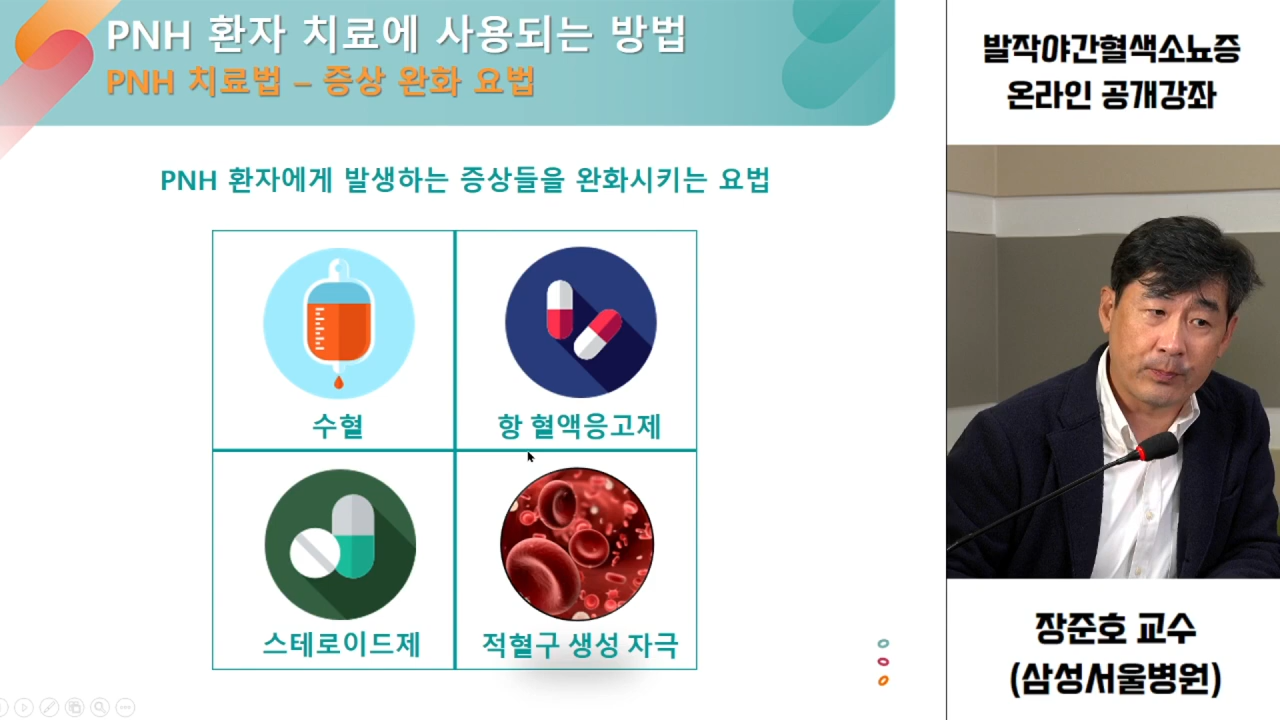 PNH 환자 치료에 사용되는 방법
PNH 치료법 – 증상 완화 요법
PNH 환자에게 발생하는 증상들을 완화시키는 요법
수혈
항 혈액응고제
스테로이드제
적혈구 생성 자극
발작야간혈색소뇨증
온라인 공개강좌
장준호 교수
(삼성서울병원)